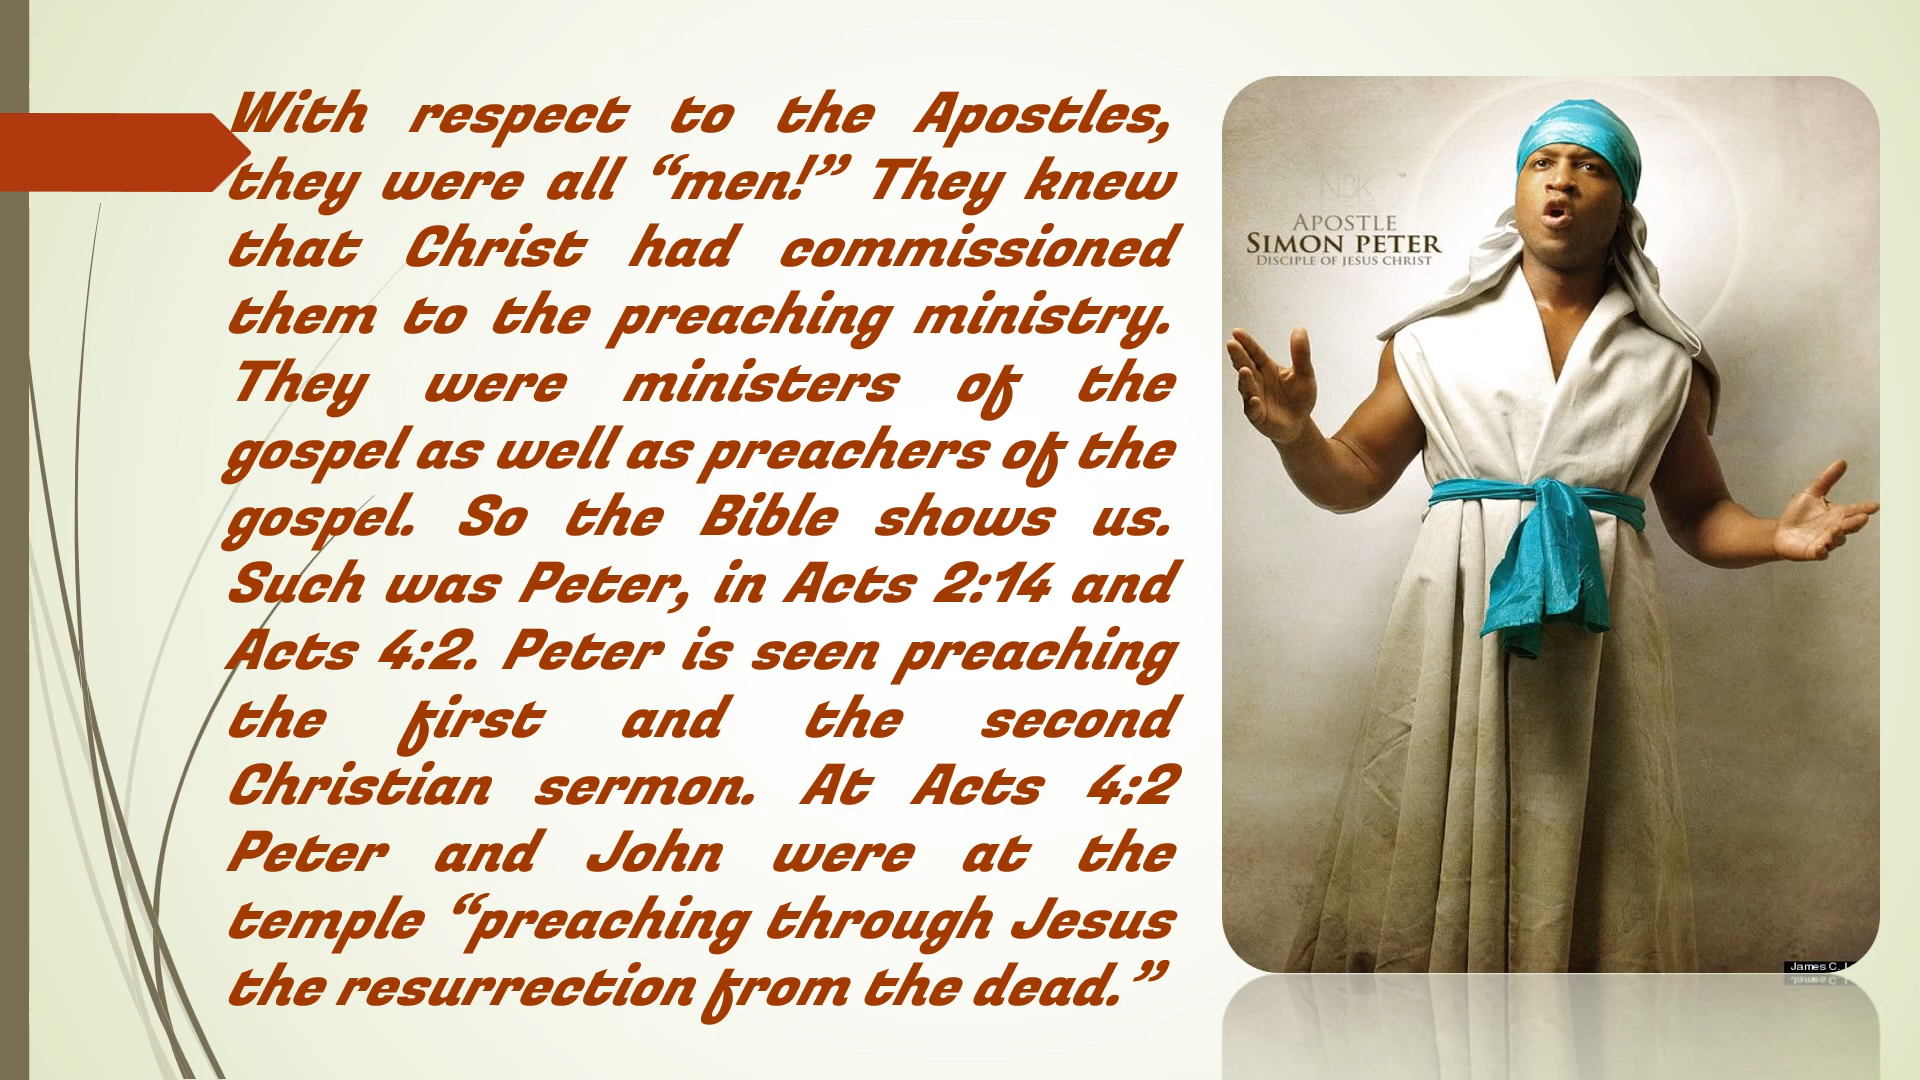 With respect to the Apostles,
they were all “men!” They knew
that Christ had commissioned
them to the preaching ministry.
They were ministers of the
gospel as well as preachers of the
gospel. So the Bible shows us.
Such was Peter, in Acts 2:14 and
Acts 4:2. Peter is seen preaching
the first and the second
Christian sermon. At Acts 4:2
Peter and John were at the
temple “preaching through Jesus
the resurrection from the dead.”
N3K
APOSTLE
SIMON PETER
DISCIPLE OF JESUS CHRIST
James C. L